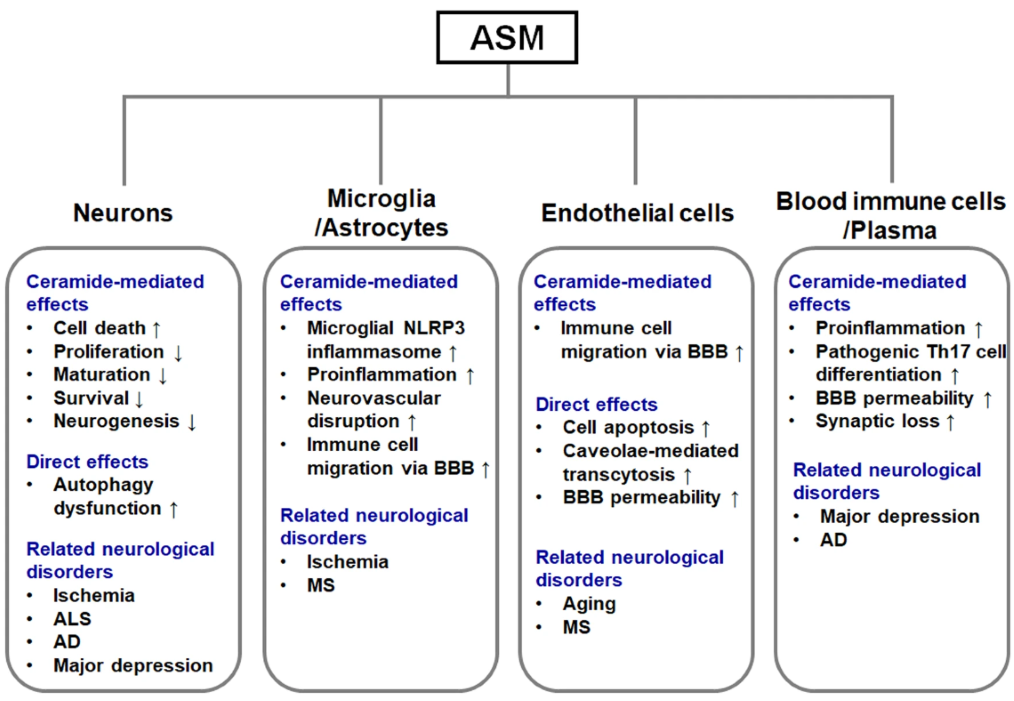 ASM
Neurons
Ceramide-mediated
effects
• Cell death ↑
• Proliferation ↓
• Maturation ↓
• Survival ↓
• Neurogenesis ↓
Direct effects
• Autophagy
dysfunction ↑
Related neurological
disorders
• Ischemia
• ALS
• AD
• Major depression
Microglia
/Astrocytes
Ceramide-mediated
effects
• Microglial NLRP3
inflammasome ↑
• Proinflammation ↑
• Neurovascular
disruption ↑
• Immune cell
migration via BBB ↑
Related neurological
disorders
• Ischemia
• MS
Endothelial cells
Ceramide-mediated
effects
• Immune cell
migration via BBB ↑
Direct effects
• Cell apoptosis ↑
• Caveolae-mediated
transcytosis ↑
• BBB permeability ↑
Related neurological
disorders
• Aging
• MS
Blood immune cells
/Plasma
Ceramide-mediated
effects
• Proinflammation ↑
• Pathogenic Th17 cell
differentiation ↑
• BBB permeability ↑
• Synaptic loss ↑
Related neurological
disorders
• Major depression
• AD